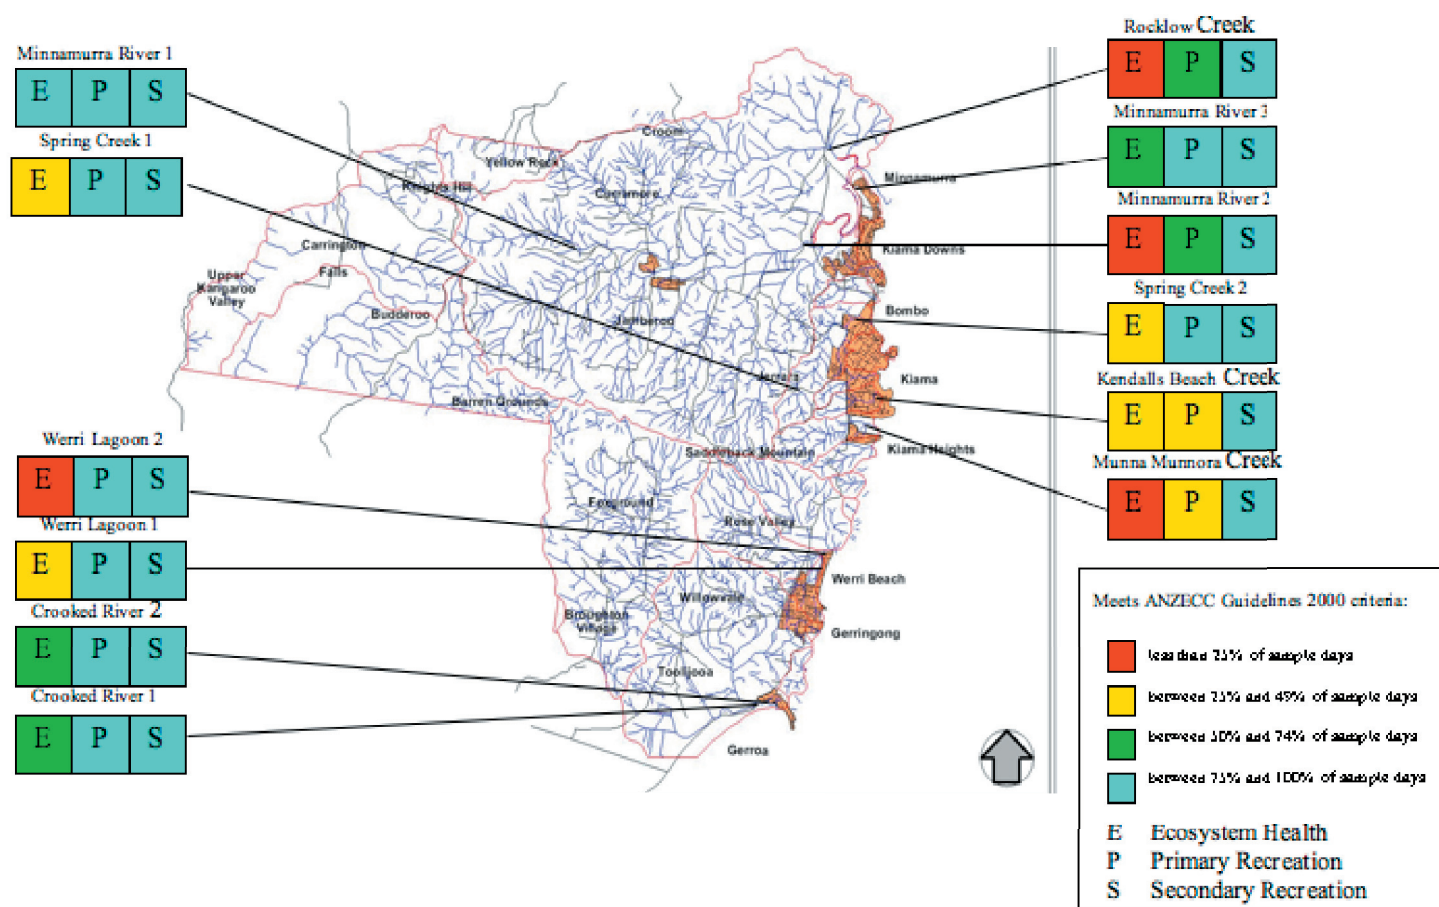 Minnamurra River 1
E P S
Spring Creek 1
E P S
Werri Lagoon 2
E P S
Werri Lagoon 1
E P S
Crooked River 2
E P S
Crooked River 1
E P S
Croom
Yellow Rock
Knights Hill
Curramore
Minnamurra
Carrington
Falls
Kiama Downs
Upper
Kangaroo
Valley
Budderoo
Jamberoo
Bombo
Jerrara
Kiama
Barren Grounds
Saddleback Mountain
Kiama Heights
Foxground
Rose Valley
Werri Beach
Willowvale
Broughton
Village
Gerringong
Toolijooa
Gerroa
Rocklow Creek
E P S
Minnamurra River 3
E P S
Minnamurra River 2
E P S
Spring Creek 2
E P S
Kendalls Beach Creek
E P S
Munna Munnora Creek
E P S
Meets ANZECC Guidelines 2000 criteria:
less than 25% of sample days
between 25% and 49% of sample days
between 50% and 74% of sample days
between 75% and 100% of sample days
E Ecosystem Health
P Primary Recreation
S Secondary Recreation